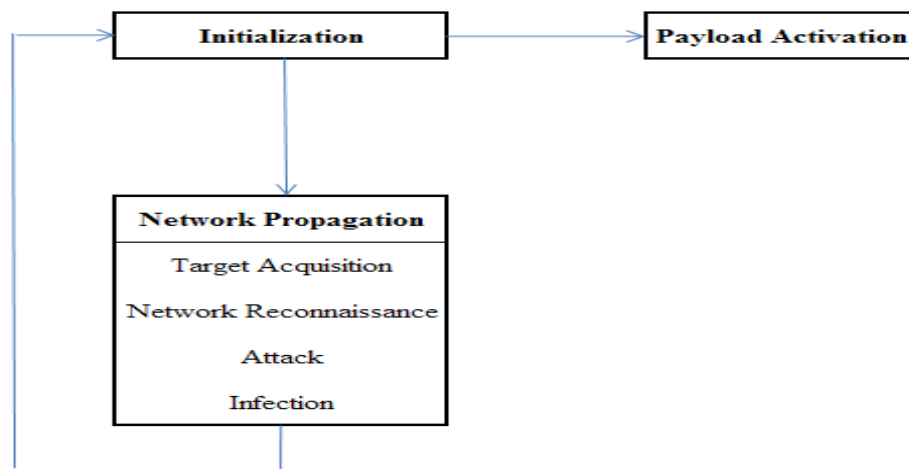 Initialization
Payload Activation
Network Propagation
Target Acquisition
Network Reconnaissance
Attack
Infection